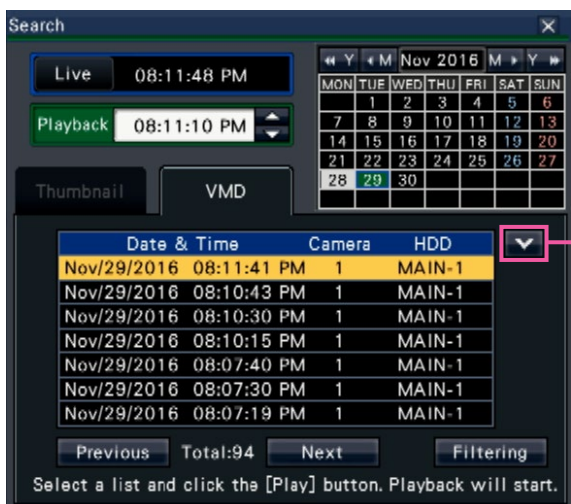 Search
Live 08:11:48 PM
Playback 08:11:10 PM
Y M Nov 2016 M Y
MON TUE WED THU FRI SAT SUN
1 2 3 4 5 6
7 8 9 10 11 12 13
14 15 16 17 18 19 20
21 22 23 24 25 26 27
28 29 30
Thumbnail VMD
Date & Time Camera HDD
Nov/29/2016 08:11:41 PM 1 MAIN-1
Nov/29/2016 08:10:43 PM 1 MAIN-1
Nov/29/2016 08:10:30 PM 1 MAIN-1
Nov/29/2016 08:10:15 PM 1 MAIN-1
Nov/29/2016 08:07:40 PM 1 MAIN-1
Nov/29/2016 08:07:30 PM 1 MAIN-1
Nov/29/2016 08:07:19 PM 1 MAIN-1
Previous Total:94 Next Filtering
Select a list and click the [Play] button. Playback will start.